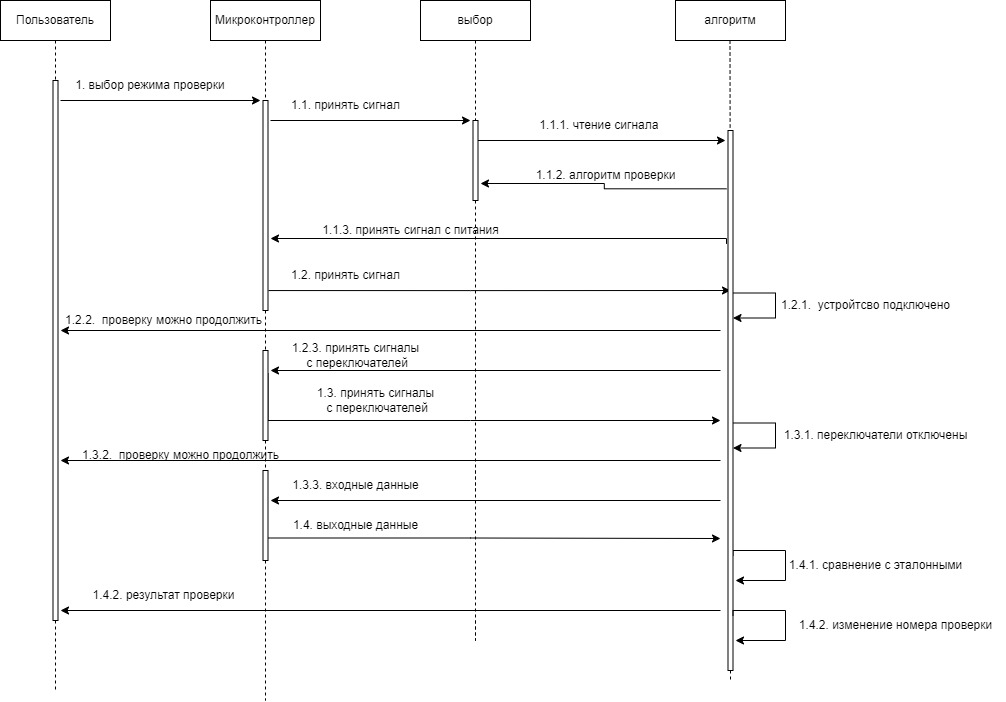 Пользователь
Микроконтроллер
выбор
алгоритм
1. выбор режима проверки
1.1. принять сигнал
1.1.1. чтение сигнала
1.1.2. алгоритм проверки
1.1.3. принять сигнал с питания
1.2. принять сигнал
1.2.1. устройтсво подключено
1.2.2. проверку можно продолжить
1.2.3. принять сигналы
с переключателей
1.3. принять сигналы
с переключателей
1.3.1. переключатели отключены
1.3.2. проверку можно продолжить
1.3.3. входные данные
1.4. выходные данные
1.4.1. сравнение с эталонными
1.4.2. результат проверки
1.4.2. изменение номера проверки